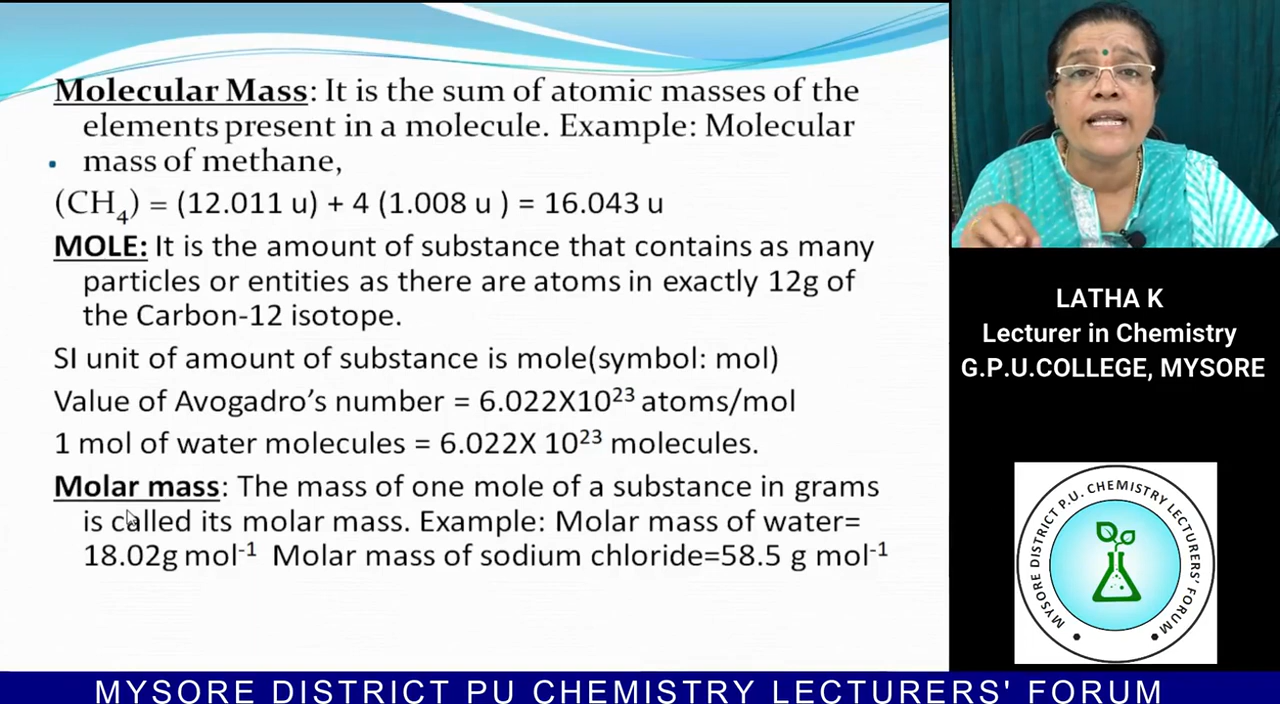 Molecular Mass: It is the sum of atomic masses of the
elements present in a molecule. Example: Molecular
• mass of methane,
(CH₄) = (12.011 u) + 4 (1.008 u ) = 16.043 u
MOLE: It is the amount of substance that contains as many
particles or entities as there are atoms in exactly 12g of
the Carbon-12 isotope.
SI unit of amount of substance is mole(symbol: mol)
Value of Avogadro’s number = 6.022X10²³ atoms/mol
1 mol of water molecules = 6.022X 10²³ molecules.
Molar mass: The mass of one mole of a substance in grams
is called its molar mass. Example: Molar mass of water=
18.02g mol⁻¹ Molar mass of sodium chloride=58.5 g mol⁻¹
LATHA K
Lecturer in Chemistry
G.P.U.COLLEGE, MYSORE
MYSORE DISTRICT P.U. CHEMISTRY LECTURERS' FORUM
MYSORE DISTRICT PU CHEMISTRY LECTURERS' FORUM